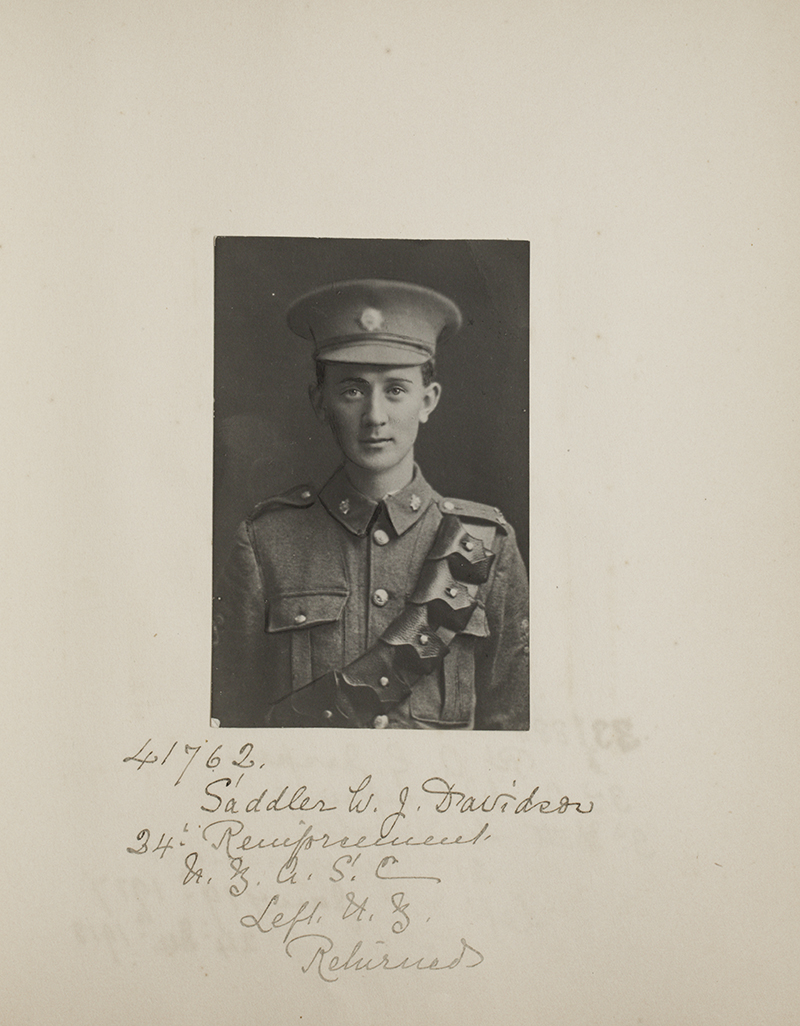 41762.
Saddler W. J. Davidson
24th Reinforcement
N. Z. A. S. C
Left. N. Z.
Returned